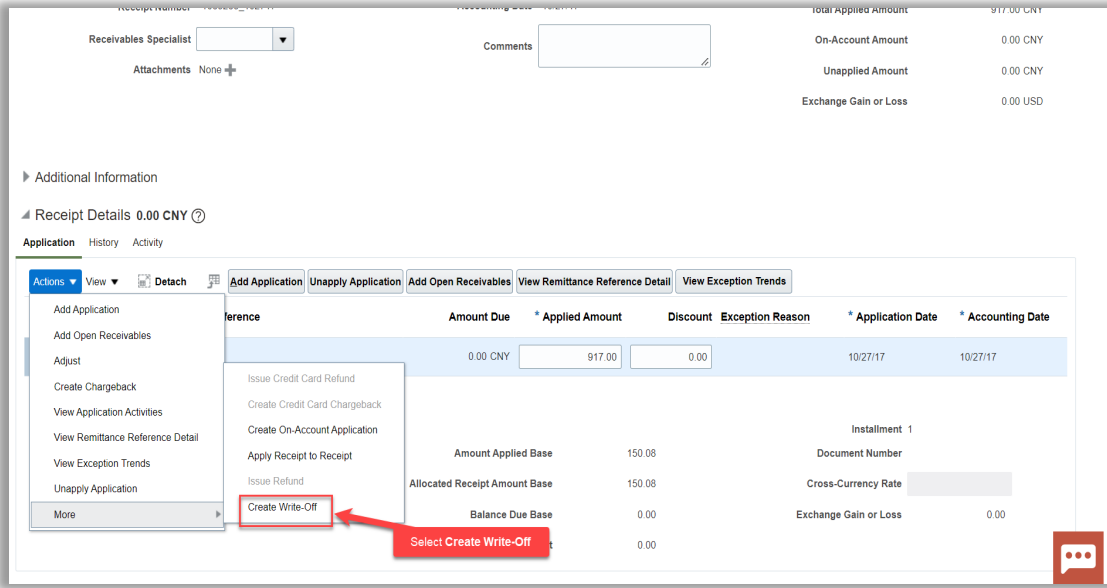 Total Applied Amount 917.00 CNY
Receivables Specialist
Comments
On-Account Amount 0.00 CNY
Attachments None
Unapplied Amount 0.00 CNY
Exchange Gain or Loss 0.00 USD
Additional Information
Receipt Details 0.00 CNY ?
Application History Activity
Actions View Detach Add Application Unapply Application Add Open Receivables View Remittance Reference Detail View Exception Trends
Amount Due * Applied Amount Discount Exception Reason * Application Date * Accounting Date
0.00 CNY 917.00 0.00 10/27/17 10/27/17
Add Application
Add Open Receivables
Adjust
Create Chargeback
View Application Activities
View Remittance Reference Detail
View Exception Trends
Unapply Application
More
Issue Credit Card Refund
Create Credit Card Chargeback
Create On-Account Application
Apply Receipt to Receipt
Issue Refund
Create Write-Off
Select Create Write-Off
Installment 1
Amount Applied Base 150.08 Document Number
Allocated Receipt Amount Base 150.08 Cross-Currency Rate
Balance Due Base 0.00 Exchange Gain or Loss 0.00
0.00